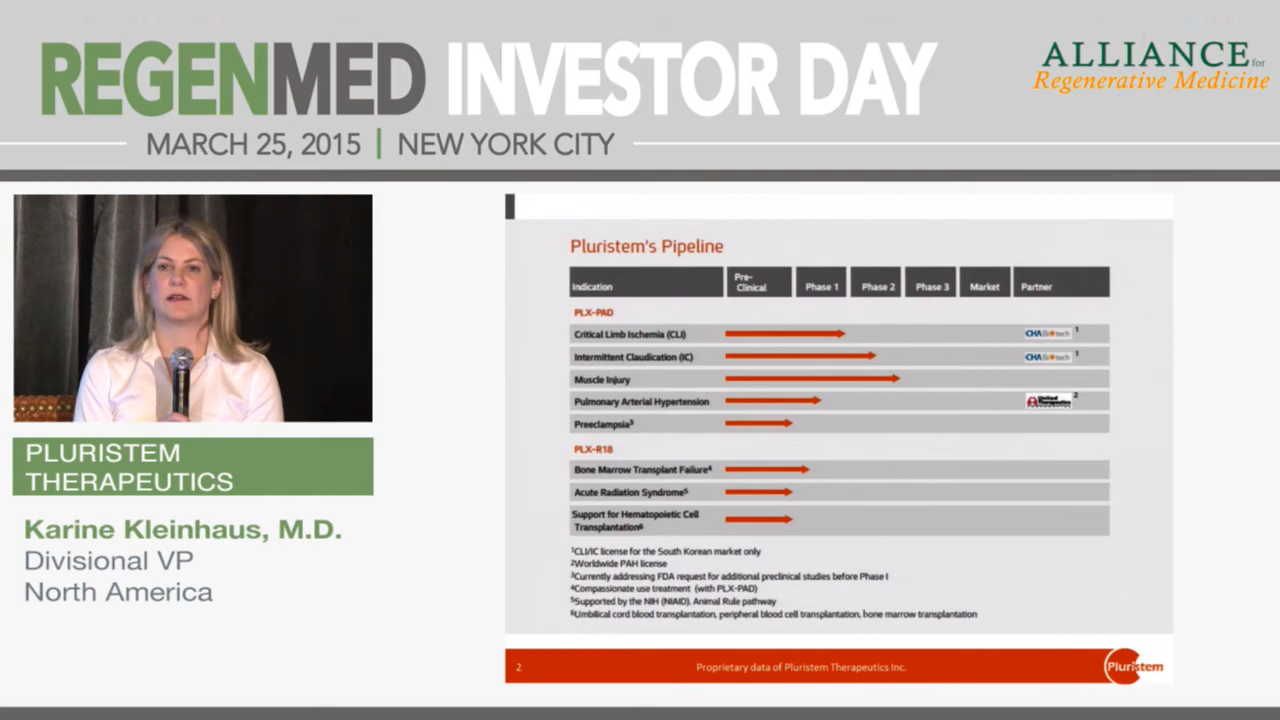 REGENMED INVESTOR DAY
MARCH 25, 2015 | NEW YORK CITY
ALLIANCE for
Regenerative Medicine
PLURISTEM
THERAPEUTICS
Karine Kleinhaus, M.D.
Divisional VP
North America
Pluristem's Pipeline
Indication Pre-Clinical Phase 1 Phase 2 Phase 3 Market Partner
PLX-PAD
Critical Limb Ischemia (CLI) CHA Biotech 1
Intermittent Claudication (IC) CHA Biotech 1
Muscle Injury
Pulmonary Arterial Hypertension United Therapeutics 2
Preeclampsia3
PLX-R18
Bone Marrow Transplant Failure4
Acute Radiation Syndrome5
Support for Hematopoietic Cell
Transplantation6
1CLI/IC license for the South Korean market only
2Worldwide PAH license
3Currently addressing FDA request for additional preclinical studies before Phase I
4Compassionate use treatment (with PLX-PAD)
5Supported by the NIH (NIAID). Animal Rule pathway
6Umbilical cord blood transplantation, peripheral blood cell transplantation, bone marrow transplantation
2 Proprietary data of Pluristem Therapeutics Inc. Pluristem